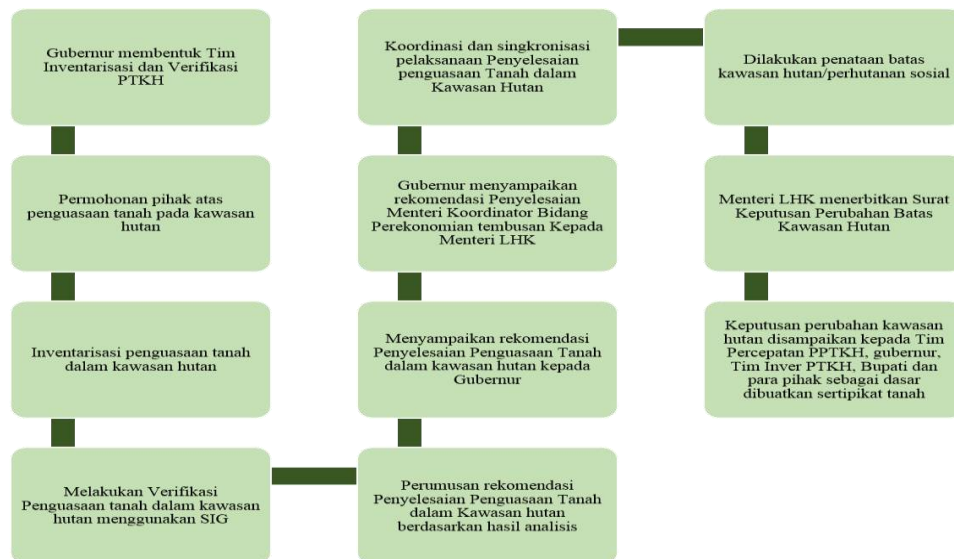 Gubernur membentuk Tim
Inventarisasi dan Verifikasi
PTKH
Permohonan pihak atas
penguasaan tanah pada kawasan
hutan
Inventarisasi penguasaan tanah
dalam kawasan hutan
Melakukan Verifikasi
Penguasaan tanah dalam kawasan
hutan menggunakan SIG
Perumusan rekomendasi
Penyelesaian Penguasaan Tanah
dalam Kawasan hutan
berdasarkan hasil analisis
Menyampaikan rekomendasi
Penyelesaian Penguasaan Tanah
dalam kawasan hutan kepada
Gubernur
Gubernur menyampaikan
rekomendasi Penyelesaian
Menteri Koordinator Bidang
Perekonomian tembusan Kepada
Menteri LHK
Koordinasi dan singkronisasi
pelaksanaan Penyelesaian
penguasaan Tanah dalam
Kawasan Hutan
Dilakukan penataan batas
kawasan hutan/perhutanan sosial
Menteri LHK menerbitkan Surat
Keputusan Perubahan Batas
Kawasan Hutan
Keputusan perubahan kawasan
hutan disampaikan kepada Tim
Percepatan PPTKH, gubernur,
Tim Inver PTKH, Bupati dan
para pihak sebagai dasar
dibuatkan sertipikat tanah